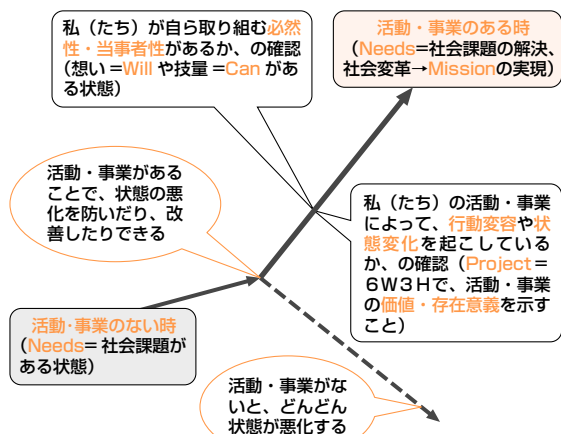 私（たち）が自ら取り組む必然
性・当事者性があるか、の確認
（想い＝Will や技量＝Can があ
る状態）
活動・事業のある時
（Needs＝社会課題の解決、
社会変革→Missionの実現）
活動・事業がある
ことで、状態の悪
化を防いだり、改
善したりできる
私（たち）の活動・事業
によって、行動変容や状
態変化を起こしている
か、の確認（Project＝
６Ｗ３Ｈで、活動・事業
の価値・存在意義を示す
こと）
活動・事業のない時
（Needs＝社会課題が
ある状態）
活動・事業がな
いと、どんどん
状態が悪化する